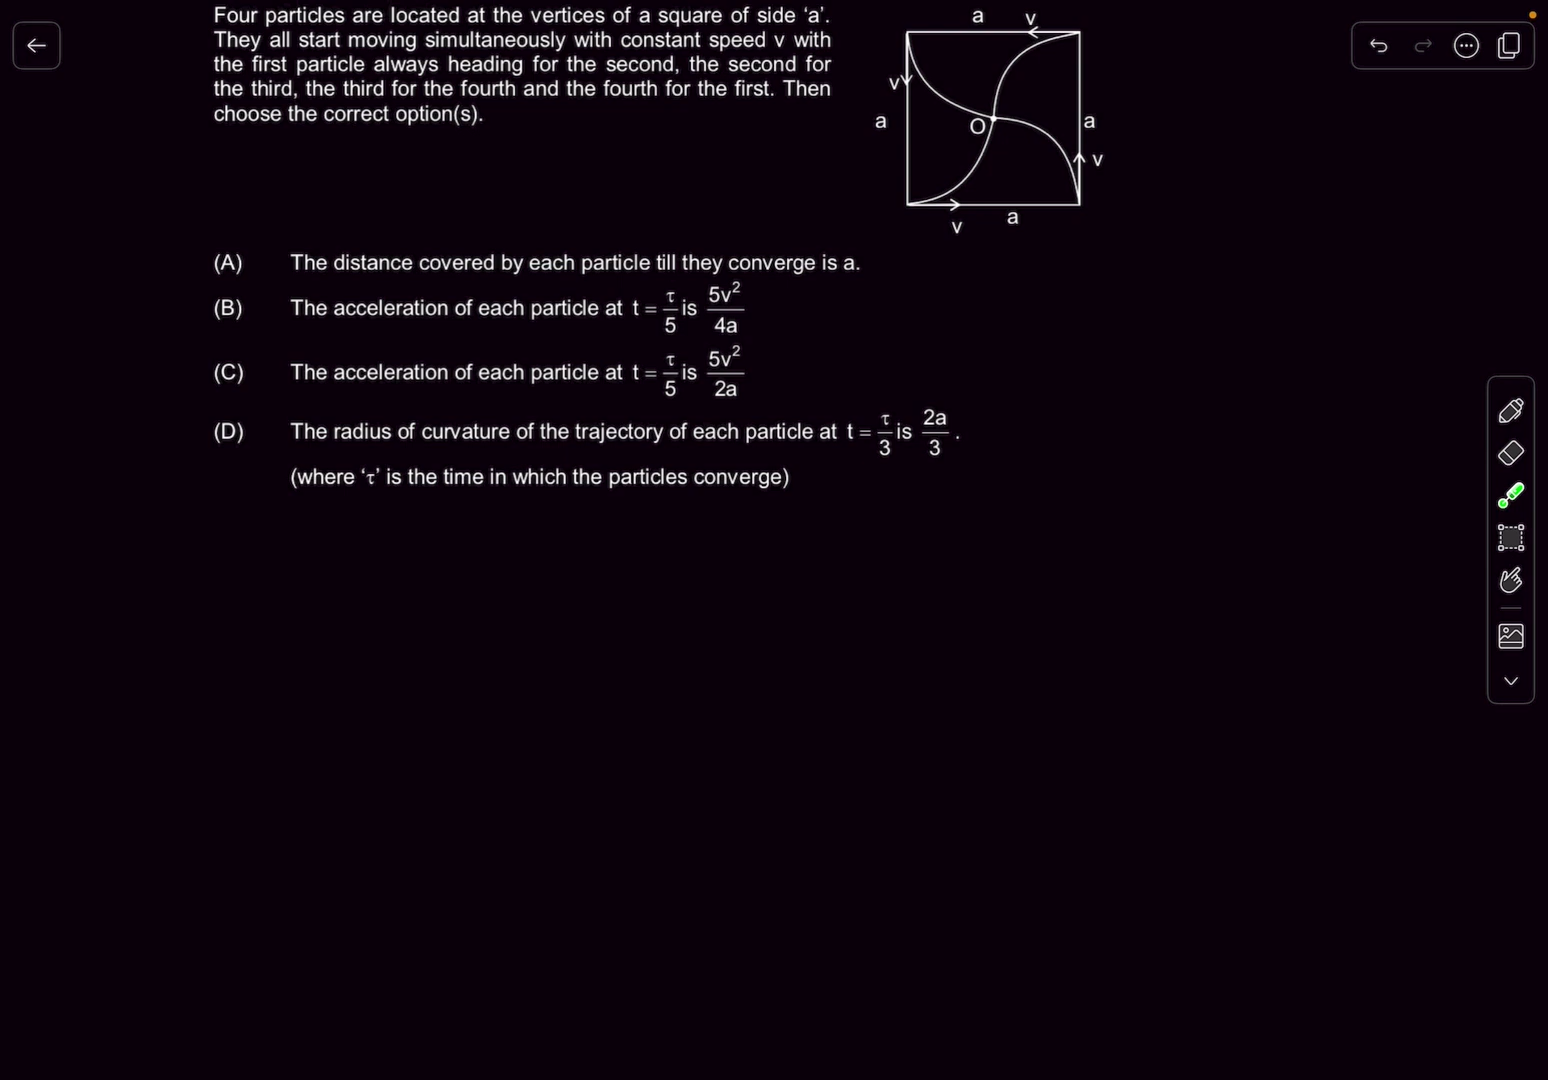 Four particles are located at the vertices of a square of side ‘a’.
They all start moving simultaneously with constant speed v with
the first particle always heading for the second, the second for
the third, the third for the fourth and the fourth for the first. Then
choose the correct option(s).
a v
v
a O a
v
a
v
(A) The distance covered by each particle till they converge is a.
(B) The acceleration of each particle at t = τ/5 is 5v²/4a
(C) The acceleration of each particle at t = τ/5 is 5v²/2a
(D) The radius of curvature of the trajectory of each particle at t = τ/3 is 2a/3 .
(where ‘τ’ is the time in which the particles converge)